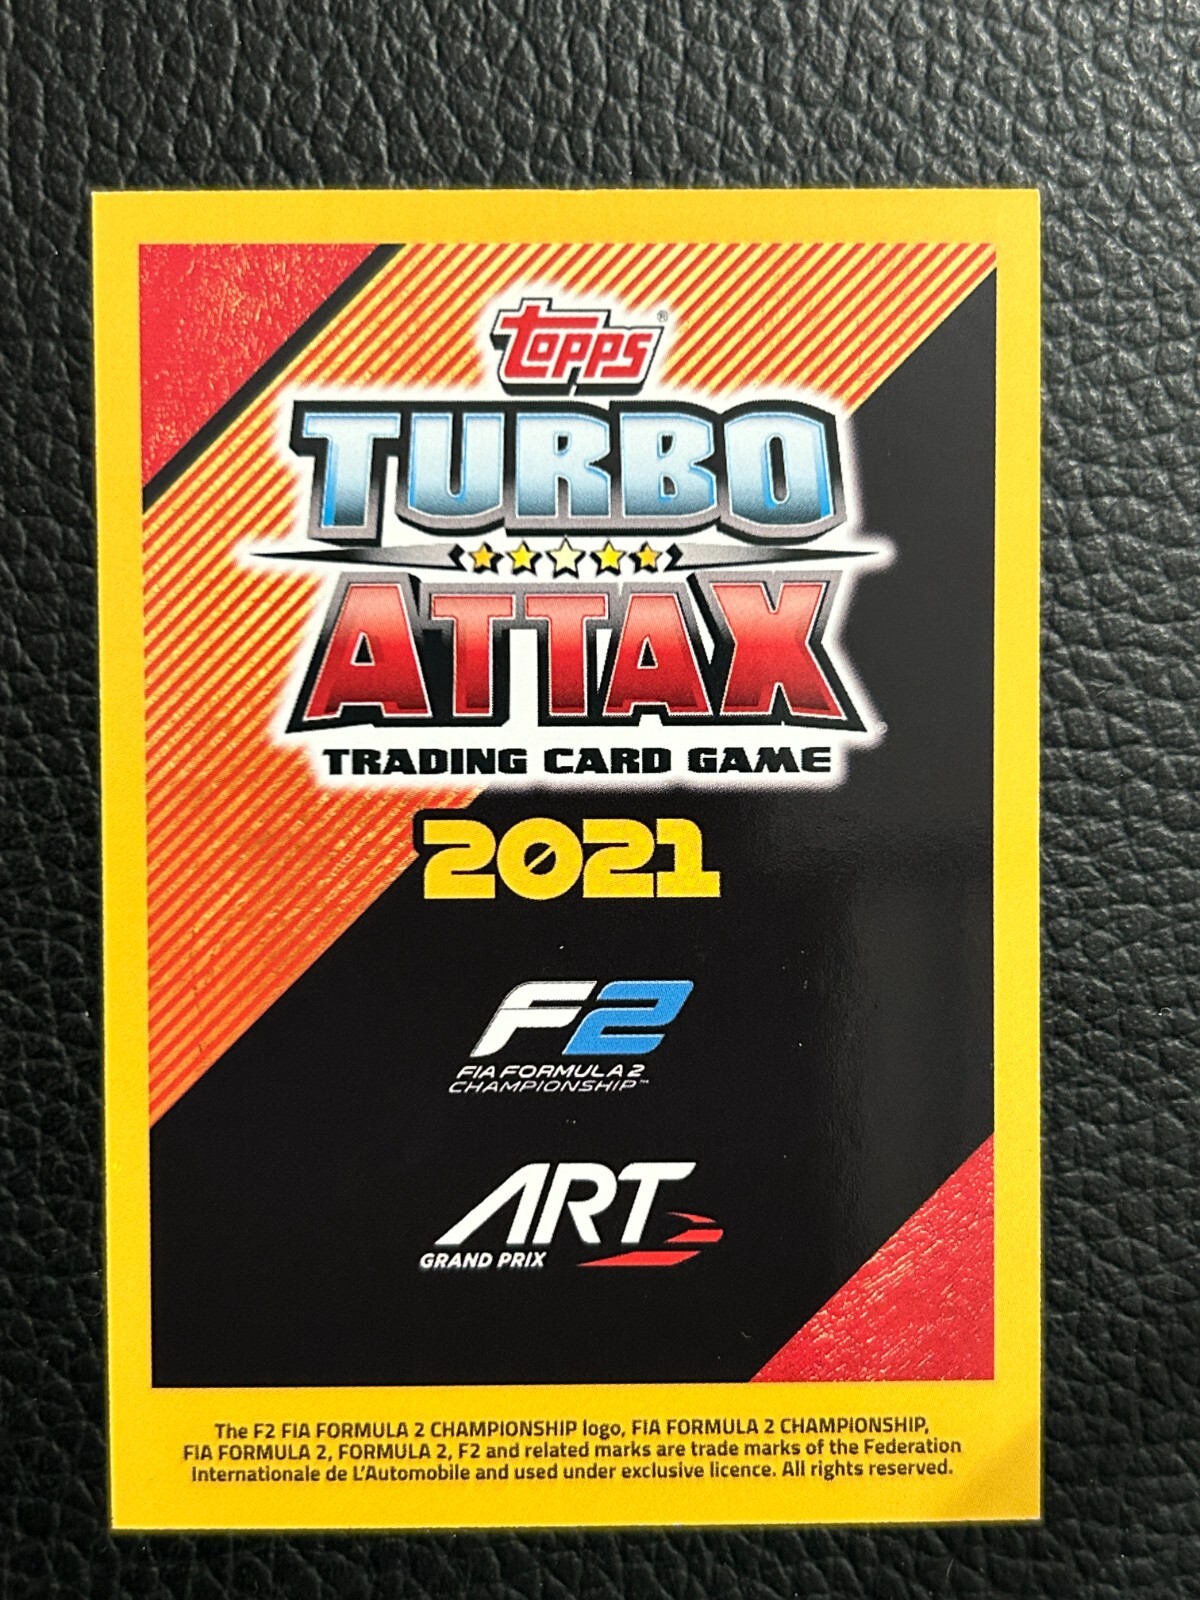 topps®
TURBO
ATTAX
TRADING CARD GAME
2021
F2
FIA FORMULA 2
CHAMPIONSHIP™
ART
GRAND PRIX
The F2 FIA FORMULA 2 CHAMPIONSHIP logo, FIA FORMULA 2 CHAMPIONSHIP,
FIA FORMULA 2, FORMULA 2, F2 and related marks are trade marks of the Federation
Internationale de L'Automobile and used under exclusive licence. All rights reserved.